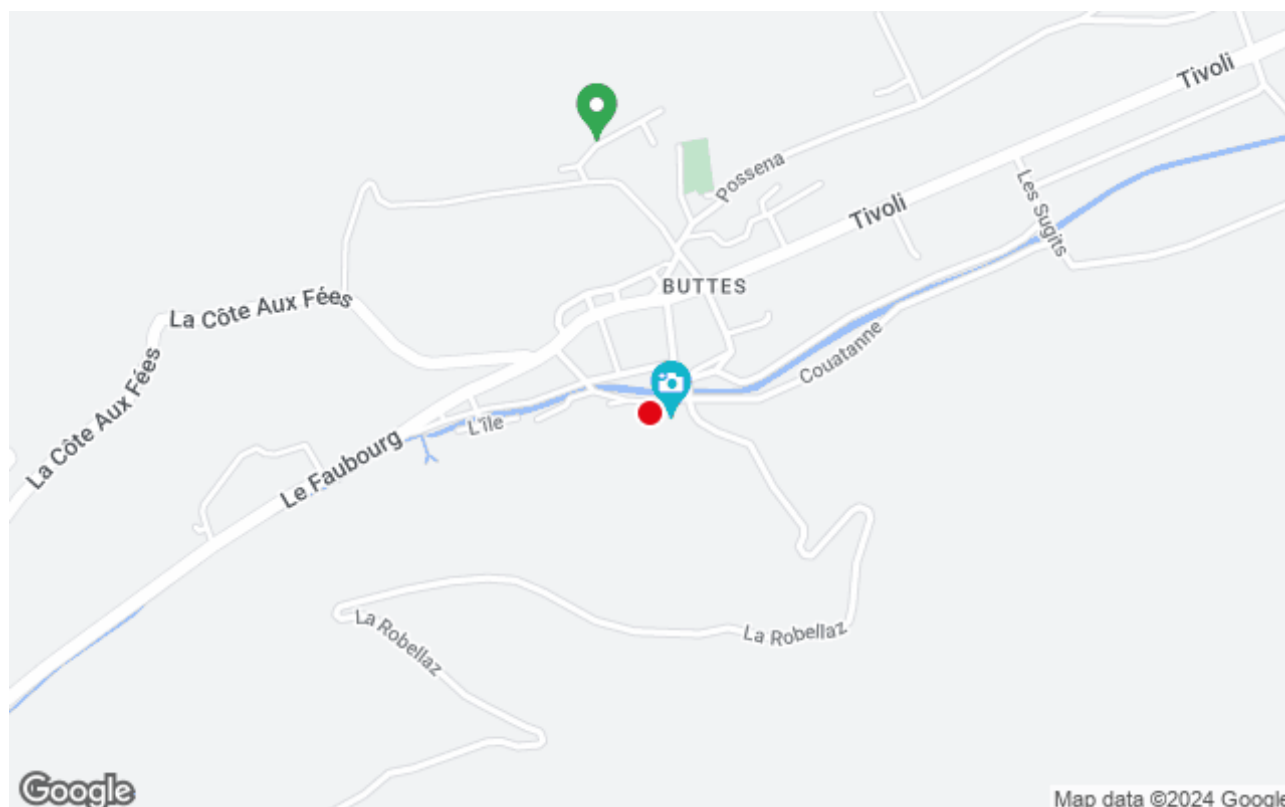 Tivoli
Possena
Tivoli
Les Sugits
BUTTES
La Côte Aux Fées
La Côte Aux Fées
Couatanne
L'île
Le Faubourg
La Robellaz
La Robellaz
Google
Map data ©2024 Google